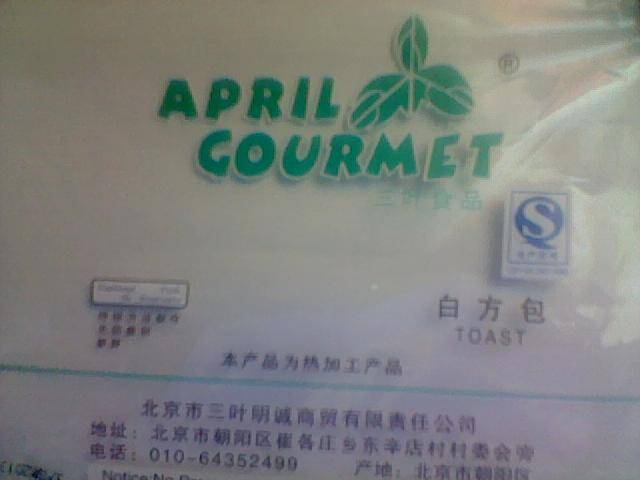 APRIL
®
GOURMET
三叶食品
S
白方包
TOAST
本产品为热加工产品
北京市三叶明诚商贸有限责任公司
地址: 北京市朝阳区崔各庄乡东辛店村村委会旁
电话: 010-64352499 产地: 北京市朝阳区
Notice:No